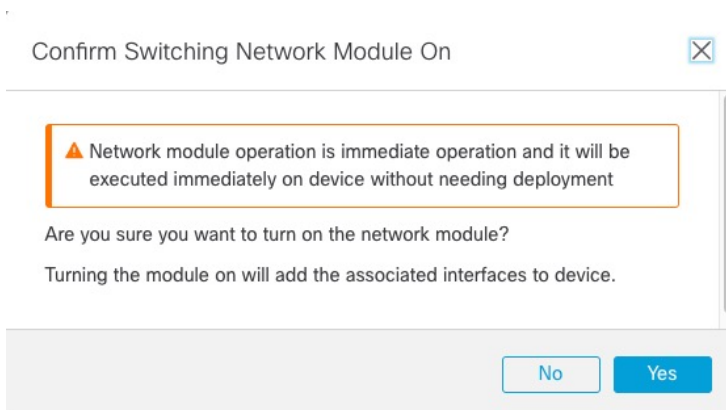 Confirm Switching Network Module On
Network module operation is immediate operation and it will be
executed immediately on device without needing deployment
Are you sure you want to turn on the network module?
Turning the module on will add the associated interfaces to device.
No
Yes